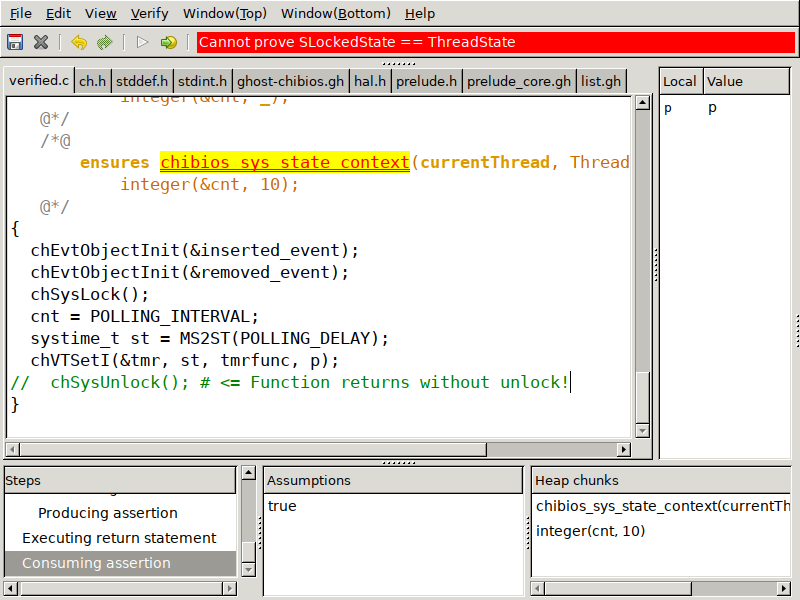 File Edit View Verify Window(Top) Window(Bottom) Help
Cannot prove SLockedState == ThreadState
verified.c ch.h stddef.h stdint.h ghost-chibios.gh hal.h prelude.h prelude_core.gh list.gh
Local Value
p p
integer(&cnt, _);
@*/
/*@
ensures chibios_sys_state_context(currentThread, Thread
integer(&cnt, 10);
@*/
{
chEvtObjectInit(&inserted_event);
chEvtObjectInit(&removed_event);
chSysLock();
cnt = POLLING_INTERVAL;
systime_t st = MS2ST(POLLING_DELAY);
chVTSetI(&tmr, st, tmrfunc, p);
// chSysUnlock(); # <= Function returns without unlock!
}
Steps
Producing assertion
Executing return statement
Consuming assertion
Assumptions
true
Heap chunks
chibios_sys_state_context(currentTh
integer(cnt, 10)